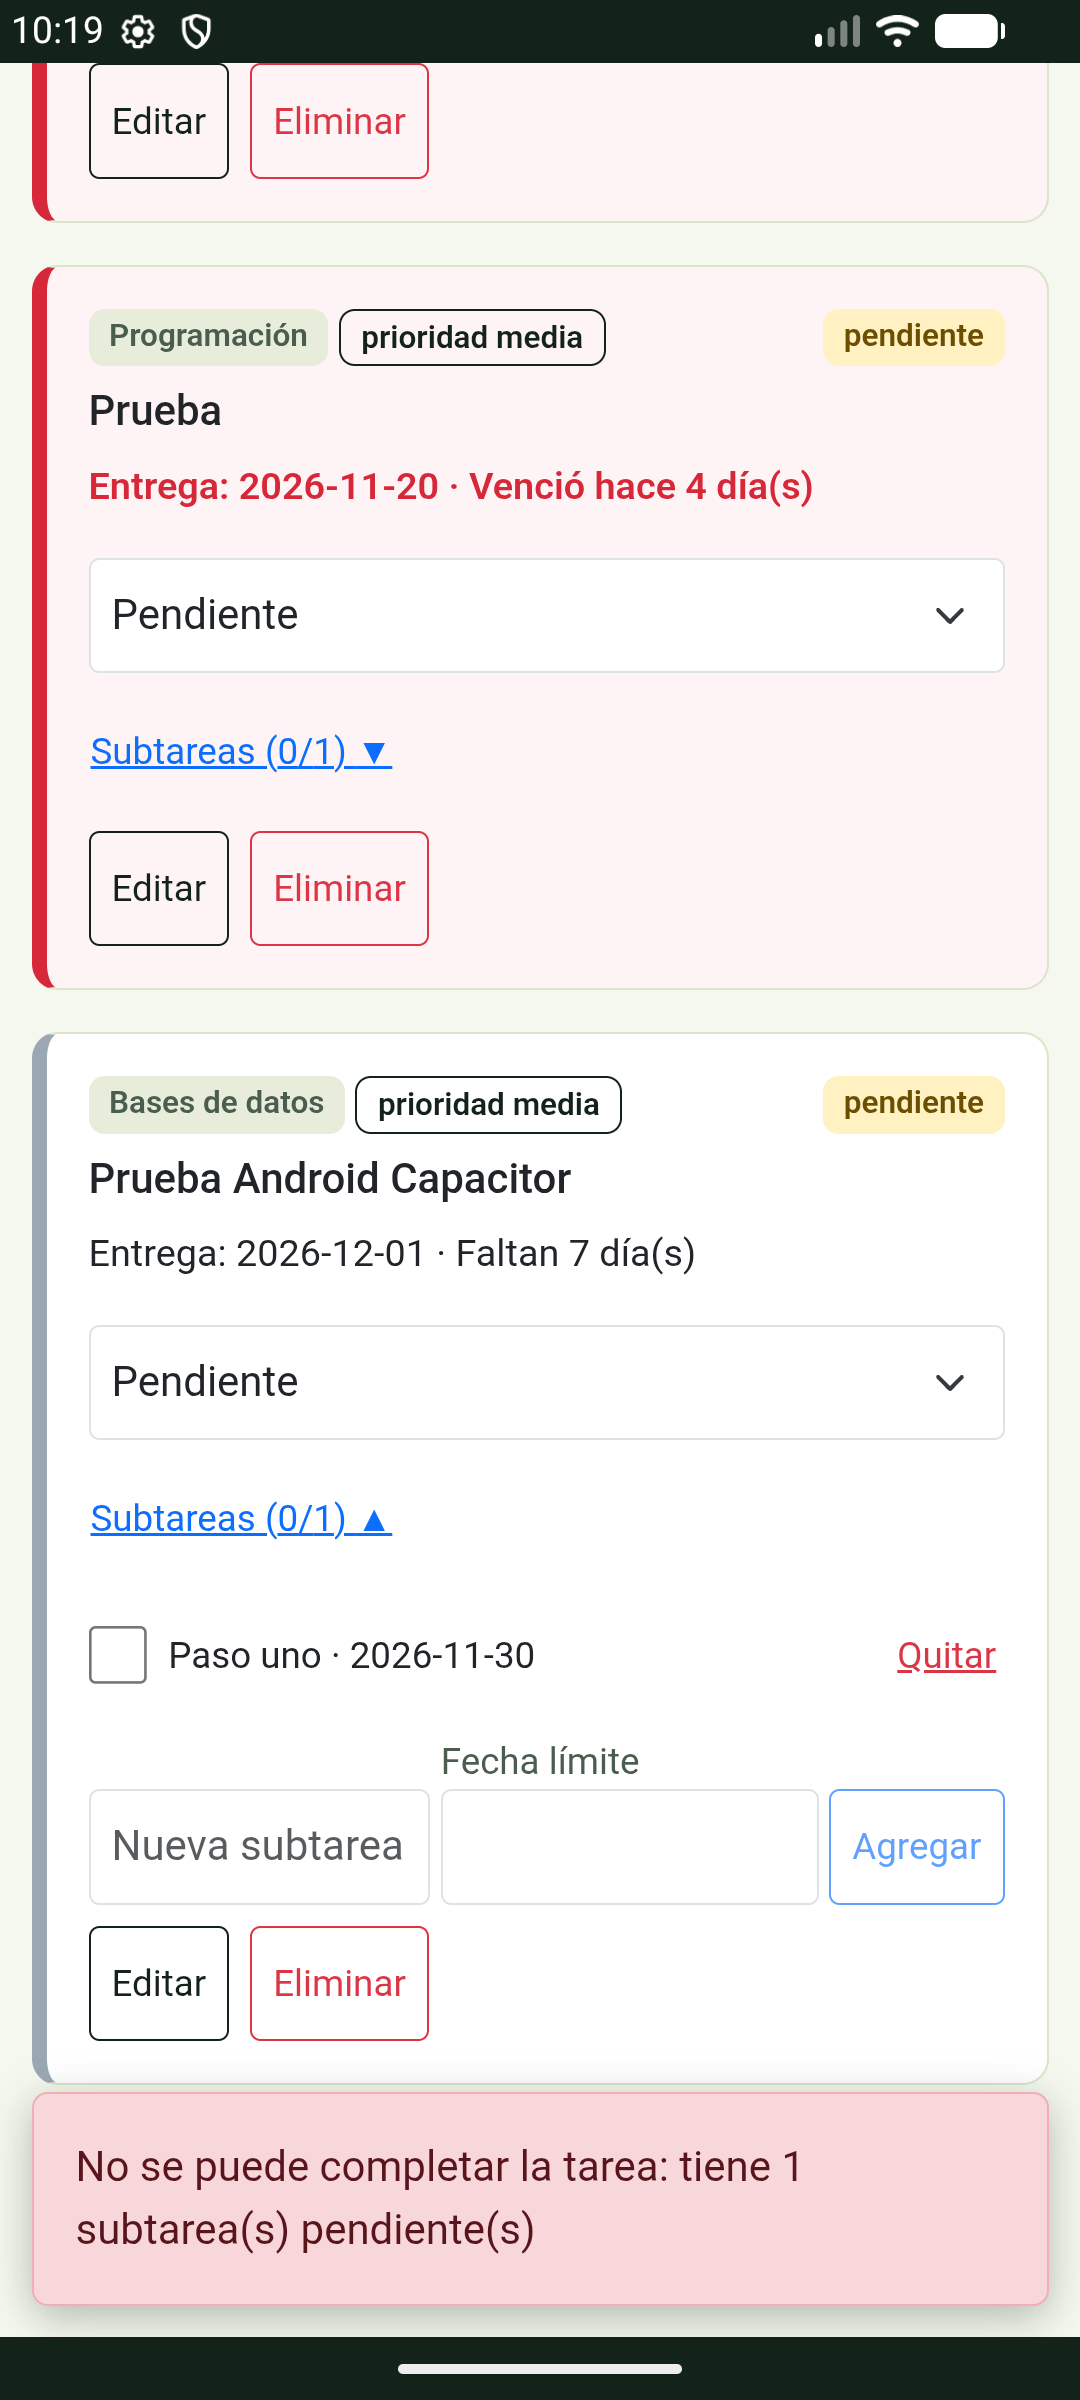 10:19
Editar
Eliminar
Programación
prioridad media
pendiente
Prueba
Entrega: 2026-11-20 · Venció hace 4 día(s)
Pendiente
Subtareas (0/1) ▼
Editar
Eliminar
Bases de datos
prioridad media
pendiente
Prueba Android Capacitor
Entrega: 2026-12-01 · Faltan 7 día(s)
Pendiente
Subtareas (0/1) ▲
Paso uno · 2026-11-30
Quitar
Fecha límite
Nueva subtarea
Agregar
Editar
Eliminar
No se puede completar la tarea: tiene 1
subtarea(s) pendiente(s)